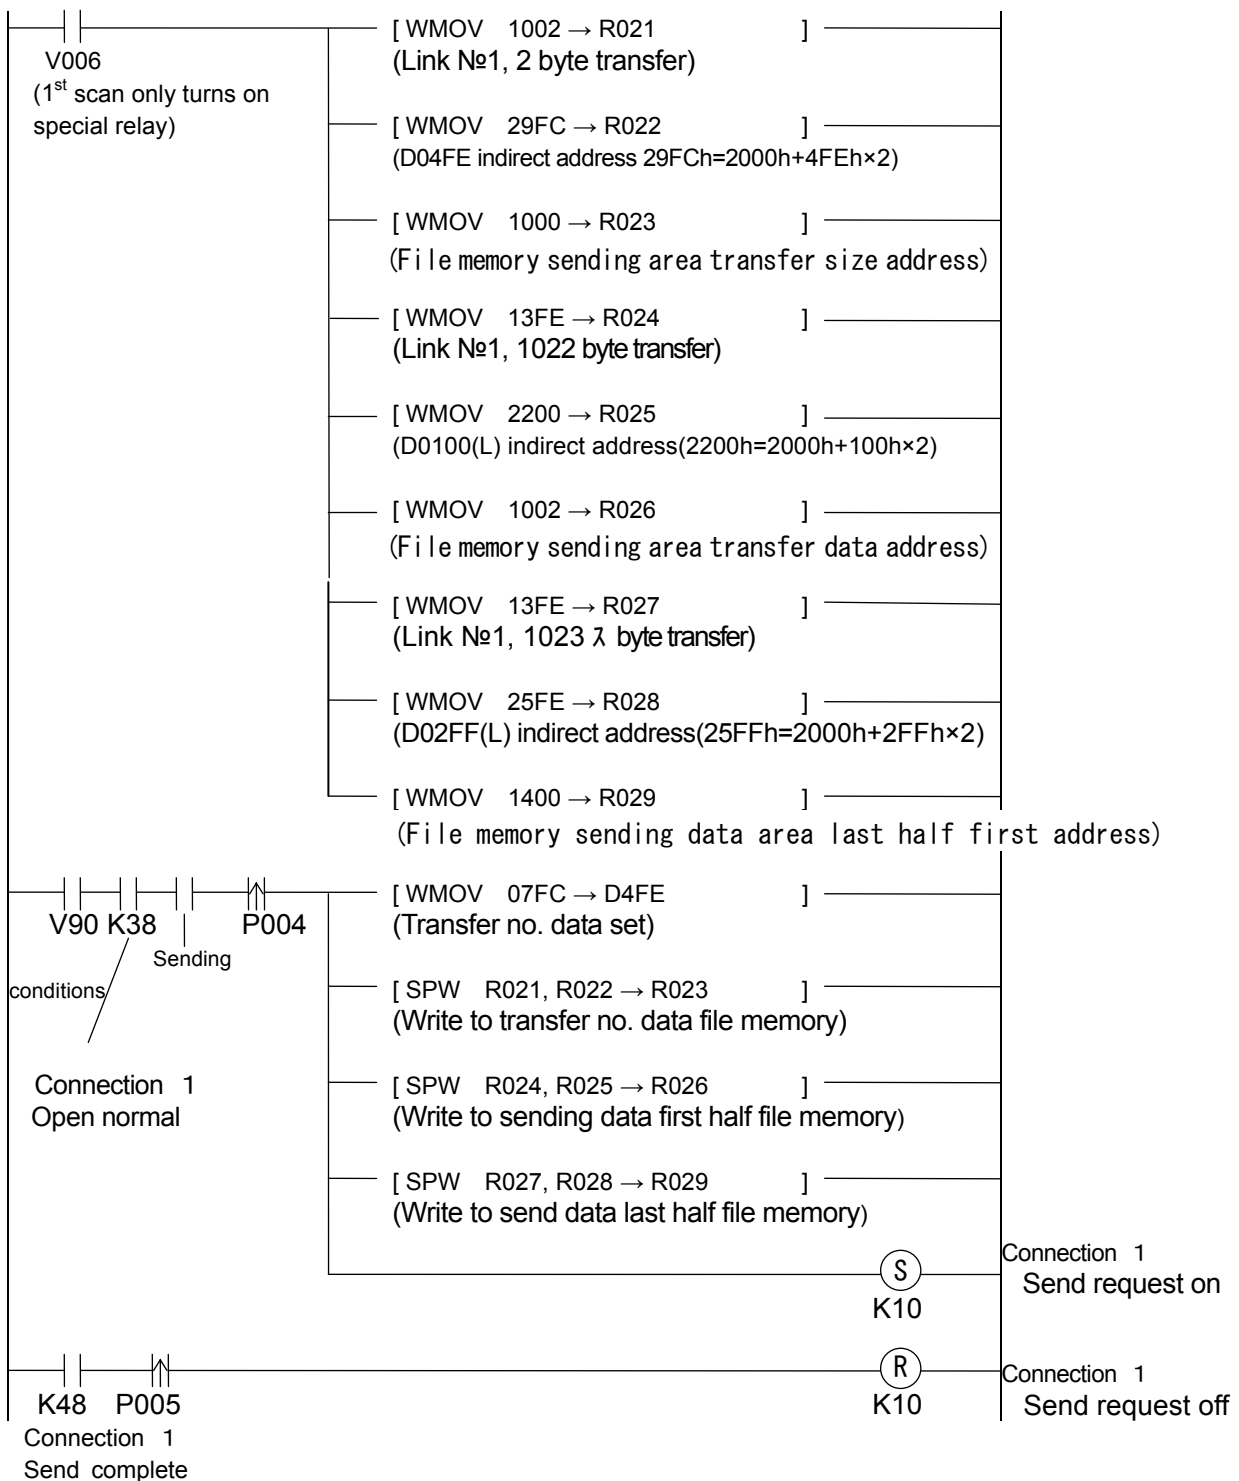 [ WMOV 1002 → R021 ]
V006
(Link №1, 2 byte transfer)
(1st scan only turns on
special relay)
[ WMOV 29FC → R022 ]
(D04FE indirect address 29FCh=2000h+4FEh×2)
[ WMOV 1000 → R023 ]
(File memory sending area transfer size address)
[ WMOV 13FE → R024 ]
(Link №1, 1022 byte transfer)
[ WMOV 2200 → R025 ]
(D0100(L) indirect address(2200h=2000h+100h×2)
[ WMOV 1002 → R026 ]
(File memory sending area transfer data address)
[ WMOV 13FE → R027 ]
(Link №1, 1023 ス byte transfer)
[ WMOV 25FE → R028 ]
(D02FF(L) indirect address(25FFh=2000h+2FFh×2)
[ WMOV 1400 → R029 ]
(File memory sending data area last half first address)
[ WMOV 07FC → D4FE ]
V90 K38 P004
(Transfer no. data set)
Sending
conditions
[ SPW R021, R022 → R023 ]
(Write to transfer no. data file memory)
Connection 1
Open normal
[ SPW R024, R025 → R026 ]
(Write to sending data first half file memory)
[ SPW R027, R028 → R029 ]
(Write to send data last half file memory)
S
K10
Connection 1
Send request on
R
K48 P005
K10
Connection 1
Send request off
Connection 1
Send complete